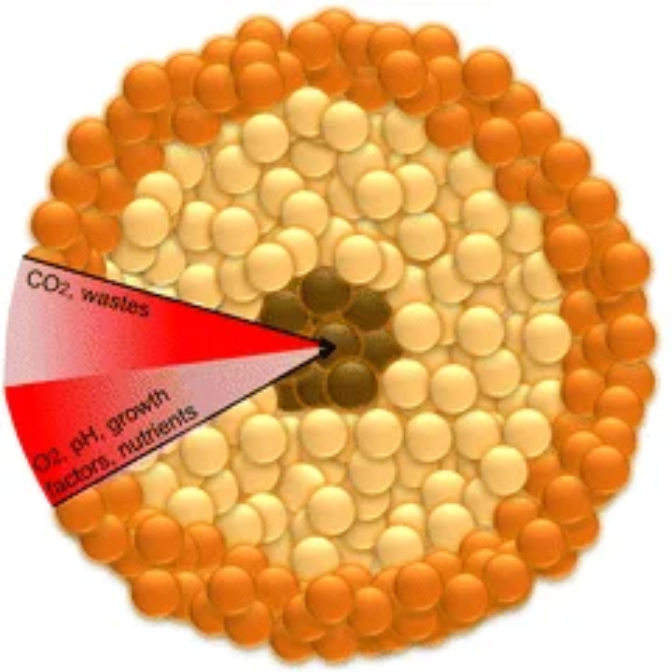 CO2, wastes
O2, pH, growth
factors, nutrients